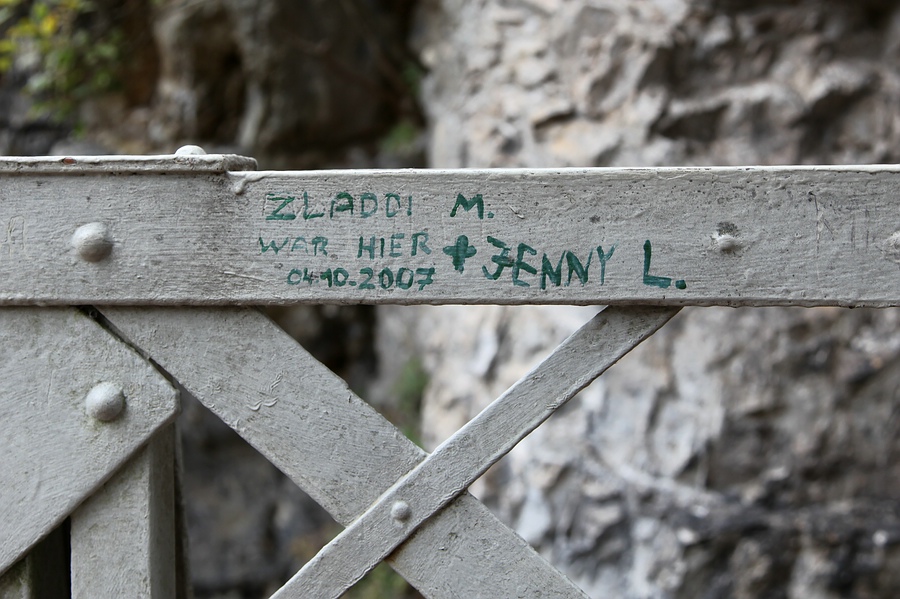 ZLADDI M.
WAR HIER + JENNY L.
04.10.2007